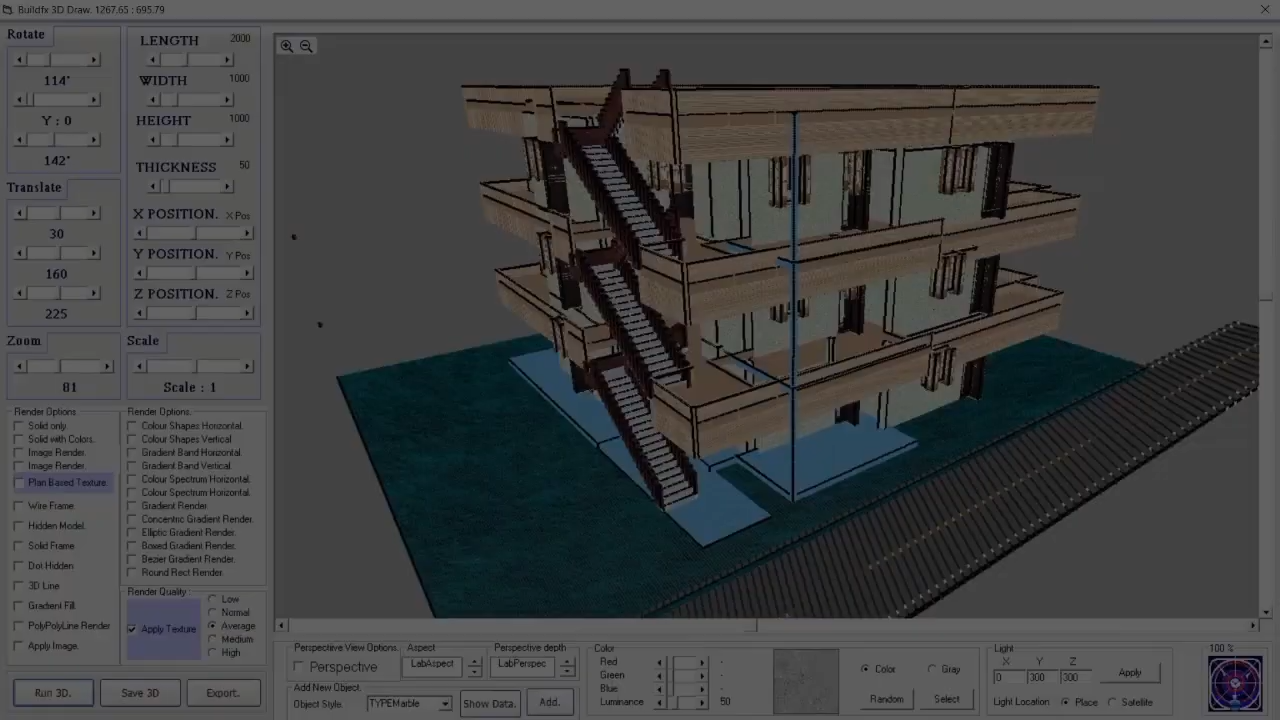 Buildfx 3D Draw. 1267.65 : 695.79
Rotate
114°
Y : 0
142°
Translate
30
160
225
Zoom
81
LENGTH 2000
WIDTH 1000
HEIGHT 1000
THICKNESS 50
X POSITION. X Pos
Y POSITION. Y Pos
Z POSITION. Z Pos
Scale
Scale : 1
Render Options
Solid only
Solid with Colors.
Image Render.
Image Render.
Plan Based Texture.
Wire Frame.
Hidden Model.
Solid Frame
Dot Hidden
3D Line
Gradient Fill.
PolyPolyLine Render
Apply Image.
Render Options.
Colour Shapes Horizontal.
Colour Shapes Vertical
Gradient Band Horizontal.
Gradient Band Vertical.
Colour Spectrum Horizontal.
Colour Spectrum Horizontal.
Gradient Render
Concentric Gradient Render.
Elliptic Gradient Render.
Boxed Gradient Render.
Bezier Gradient Render.
Round Rect Render.
Render Quality :
Apply Texture
Low
Normal
Average
Medium
High
Run 3D.
Save 3D
Export.
Perspective View Options.
Perspective
Aspect
LabAspect
Perspective depth
LabPerspec
Add New Object.
Object Style.
TYPEMarble
Show Data.
Add.
Color
Red
Green
Blue
Luminance 50
Color
Gray
Random
Select
Light
X Y Z
0 300 300
Apply
Light Location
Place
Satellite
100 %